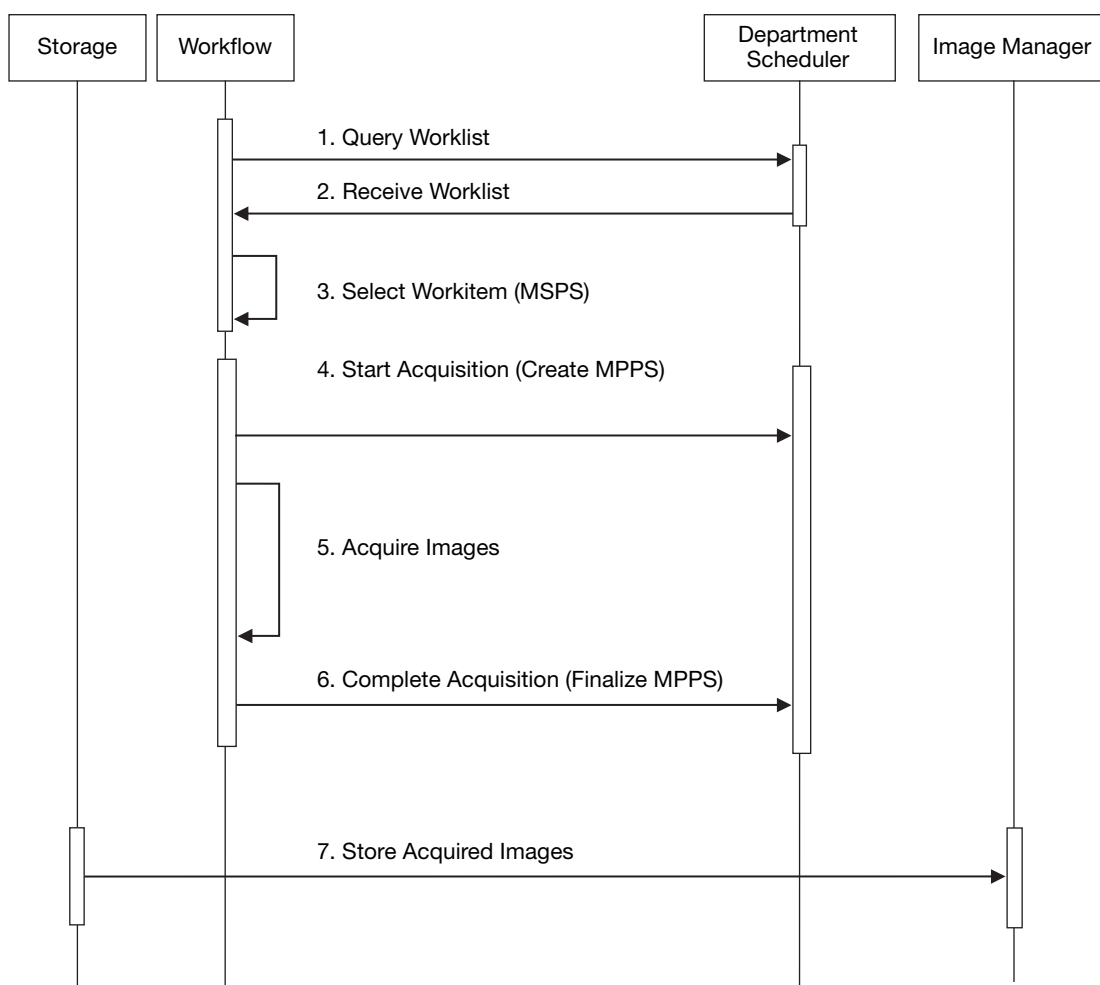 Storage
Workflow
Department
Scheduler
Image Manager
1. Query Worklist
2. Receive Worklist
3. Select Workitem (MSPS)
4. Start Acquisition (Create MPPS)
5. Acquire Images
6. Complete Acquisition (Finalize MPPS)
7. Store Acquired Images